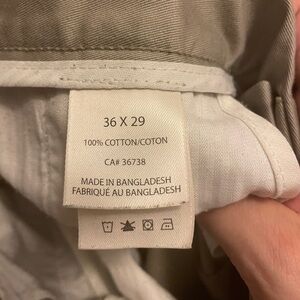 36 X 29
100% COTTON/COTON
CA# 36738
MADE IN BANGLADESH
FABRIQUÉ AU BANGLADESH